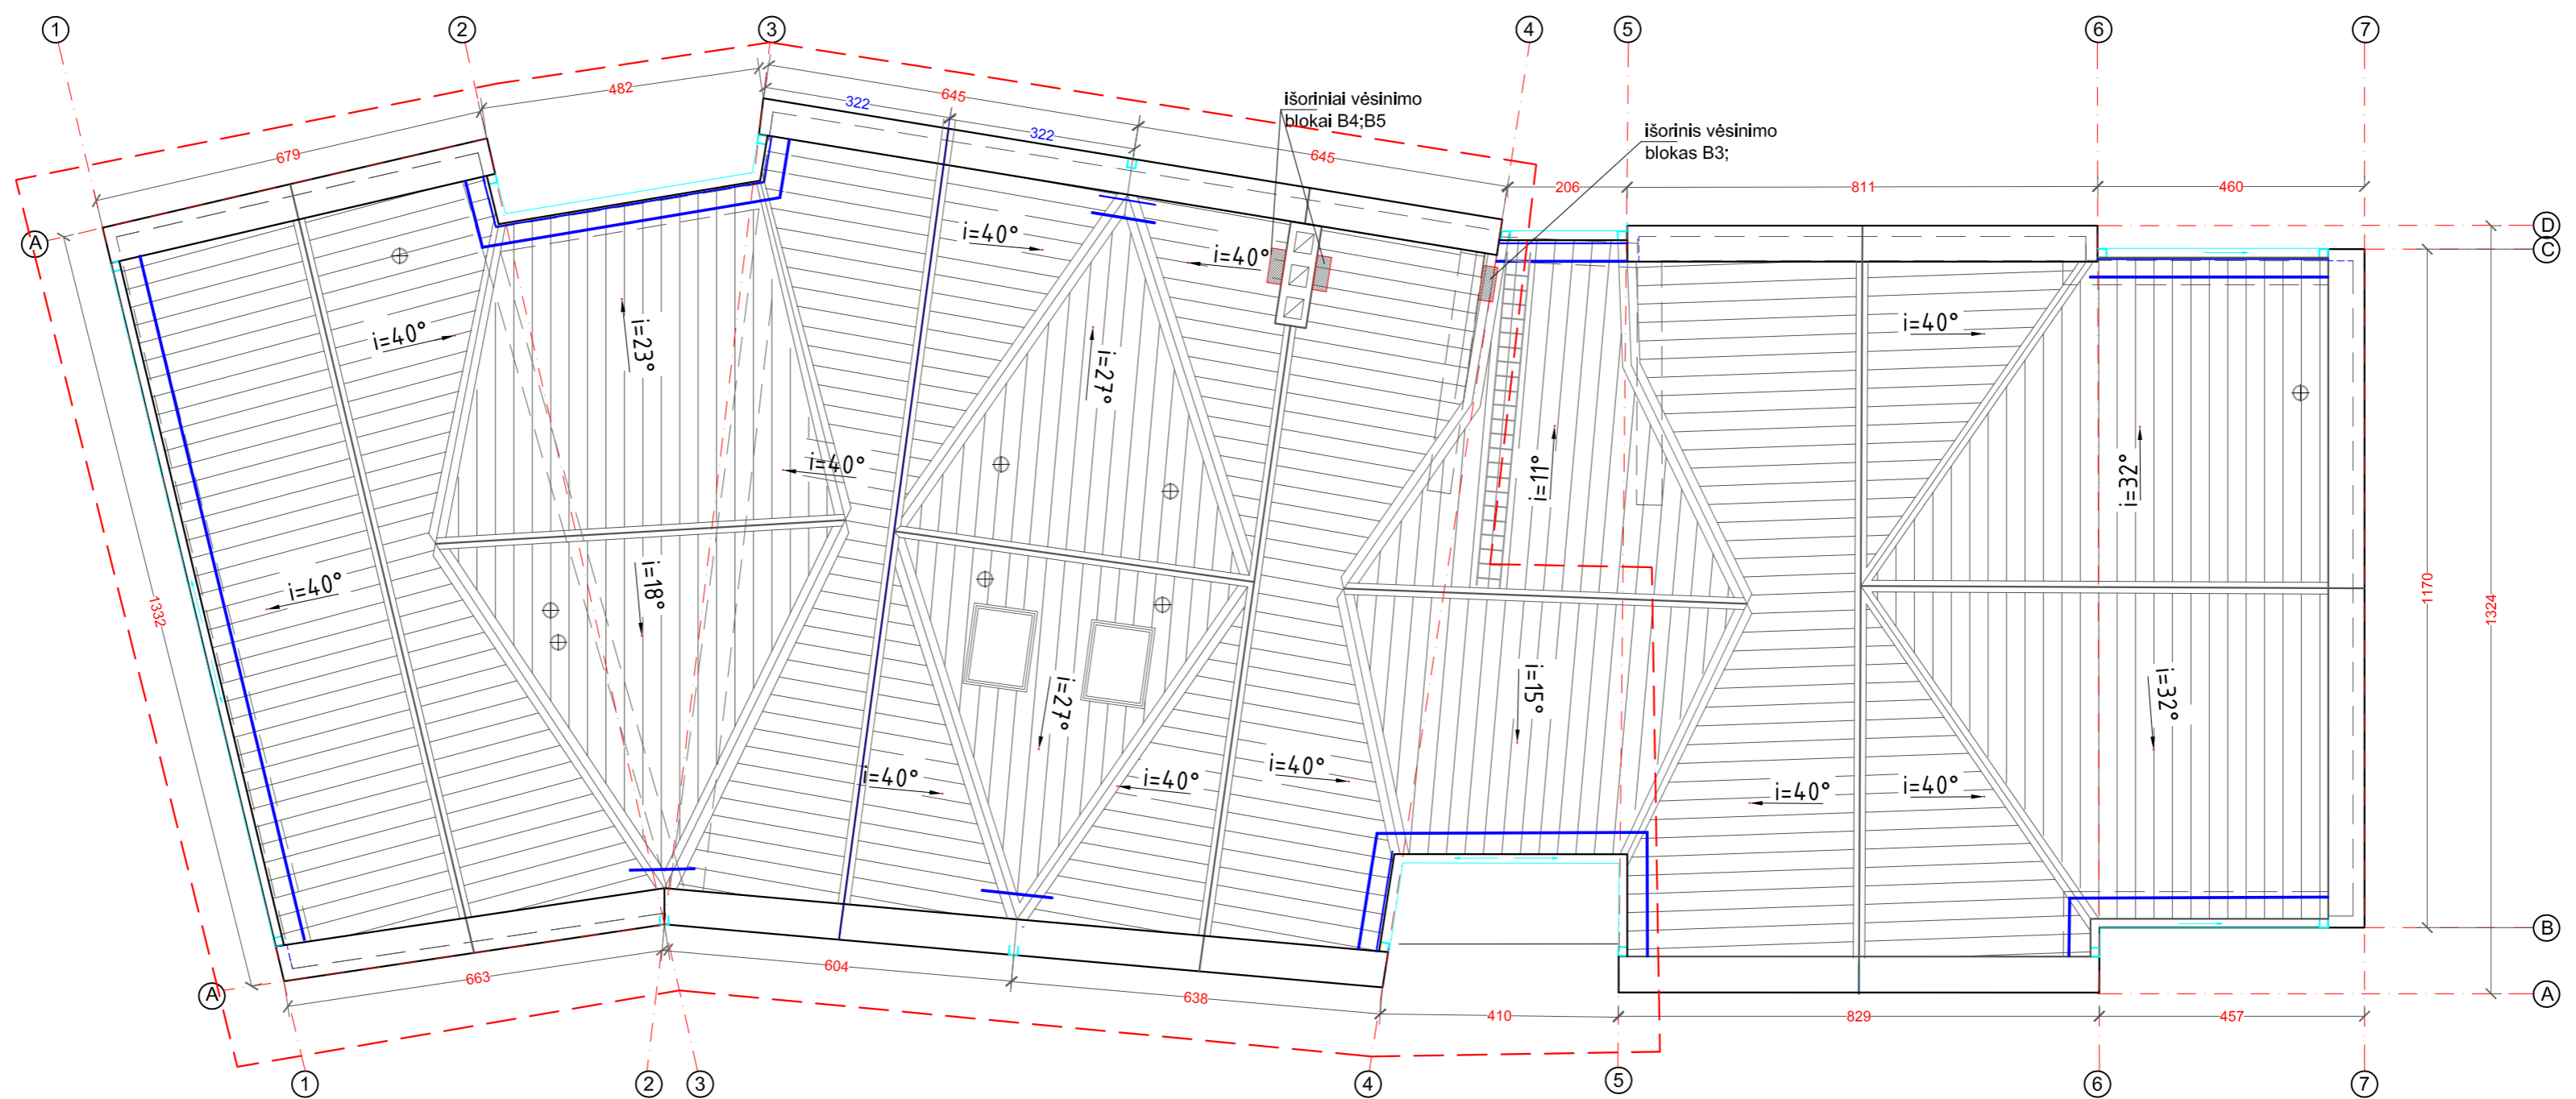 1
2
3
4
5
6
7
482
645
322
322
645
679
išoriniai vėsinimo
blokai B4;B5
išorinis vėsinimo
blokas B3;
206
811
460
A
D
C
i=40°
i=40°
i=40°
i=40°
i=23°
i=27°
i=40°
i=11°
i=32°
i=40°
i=18°
1332
1170
1324
i=27°
i=15°
i=32°
i=40°
i=40°
i=40°
i=40°
i=40°
B
A
A
663
604
638
410
829
457
1
2
3
4
5
6
7